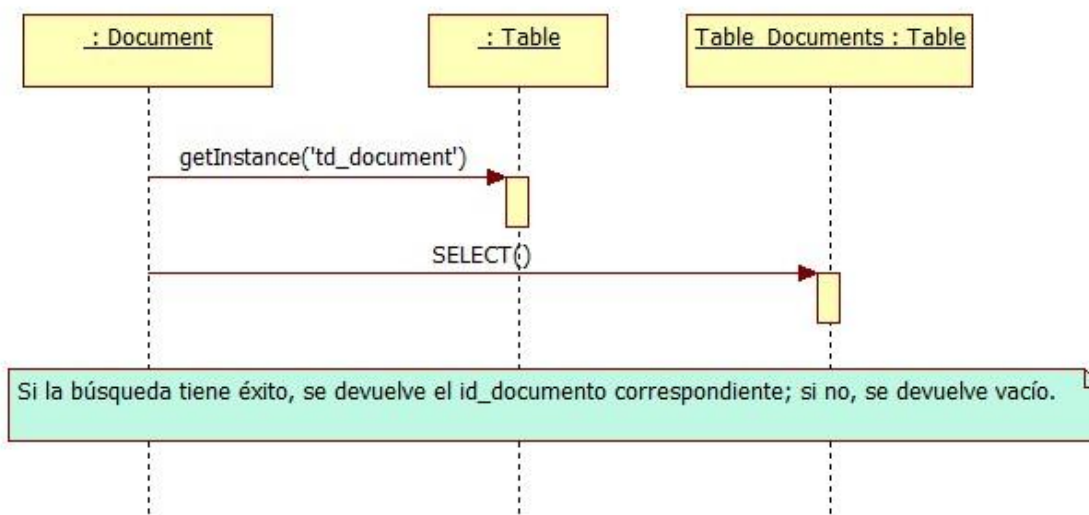 : Document
: Table
Table_Documents : Table
getInstance('td_document')
SELECT()
Si la búsqueda tiene éxito, se devuelve el id_documento correspondiente; si no, se devuelve vacío.